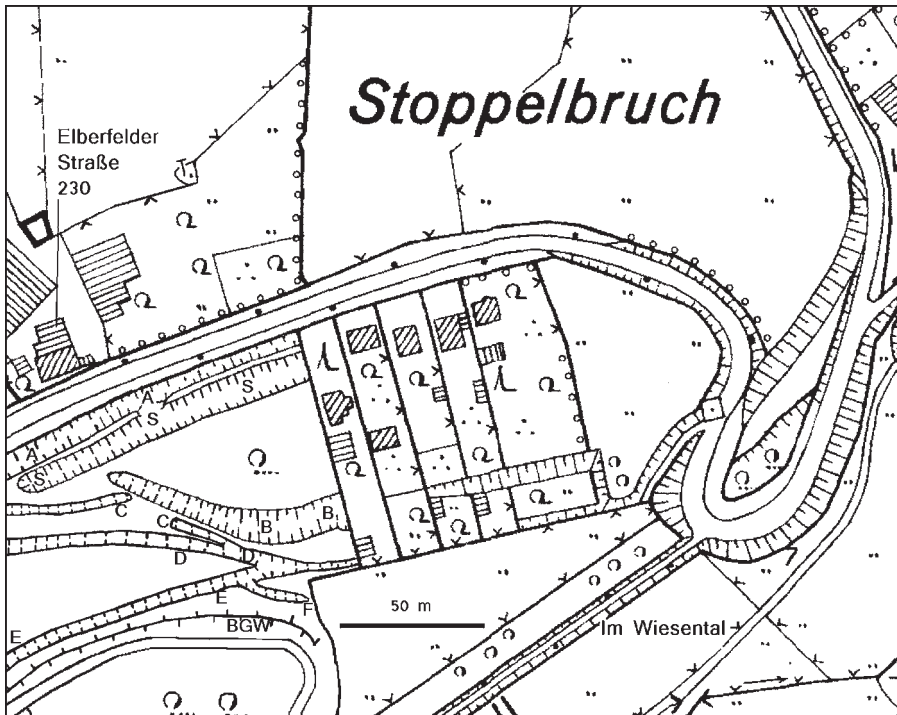 Stoppelbruch
Elberfelder
Straße
230
A
S
S
A
S
C
C
B
B
D
D
E
F
50 m
BGW
E
Im Wiesental